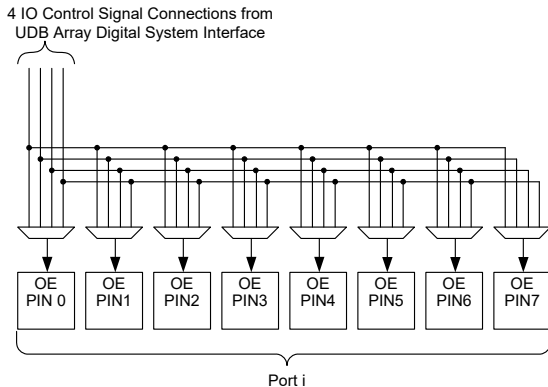 4 IO Control Signal Connections from
UDB Array Digital System Interface
OE OE OE OE OE OE OE OE
PIN 0 PIN1 PIN2 PIN3 PIN4 PIN5 PIN6 PIN7
Port i